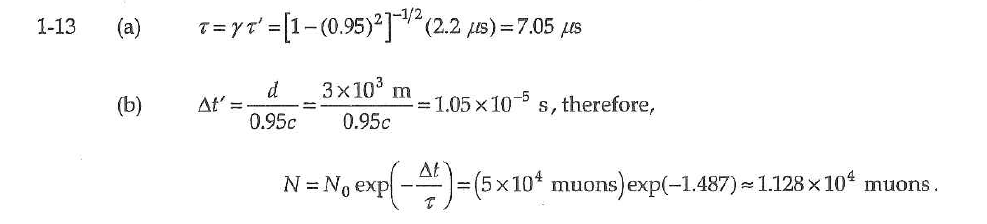 1-13 (a) τ = γ τ′ = [1 − (0.95)²]^{-1/2} (2.2 μs) = 7.05 μs
(b) Δt′ = d / 0.95c = 3 × 10³ m / 0.95c = 1.05 × 10⁻⁵ s, therefore,
N = N₀ exp(−Δt / τ) = (5 × 10⁴ muons) exp(−1.487) ≈ 1.128 × 10⁴ muons.